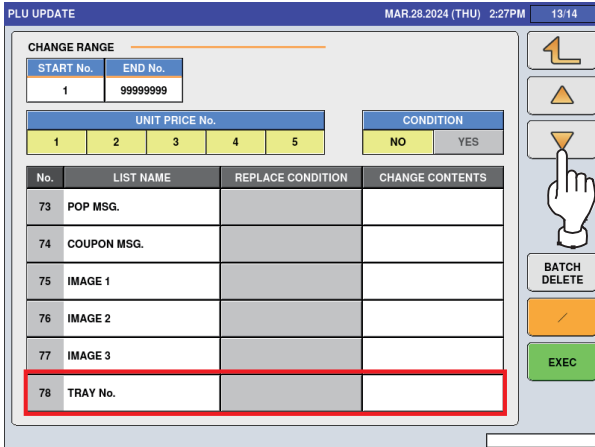 PLU UPDATE MAR.28.2024 (THU) 2:27PM 13/14
CHANGE RANGE
START No. END No.
1 99999999
UNIT PRICE No. CONDITION
1 2 3 4 5 NO YES
No. LIST NAME REPLACE CONDITION CHANGE CONTENTS
73 POP MSG.
74 COUPON MSG.
75 IMAGE 1
76 IMAGE 2
77 IMAGE 3
78 TRAY No.
BATCH
DELETE
/
EXEC